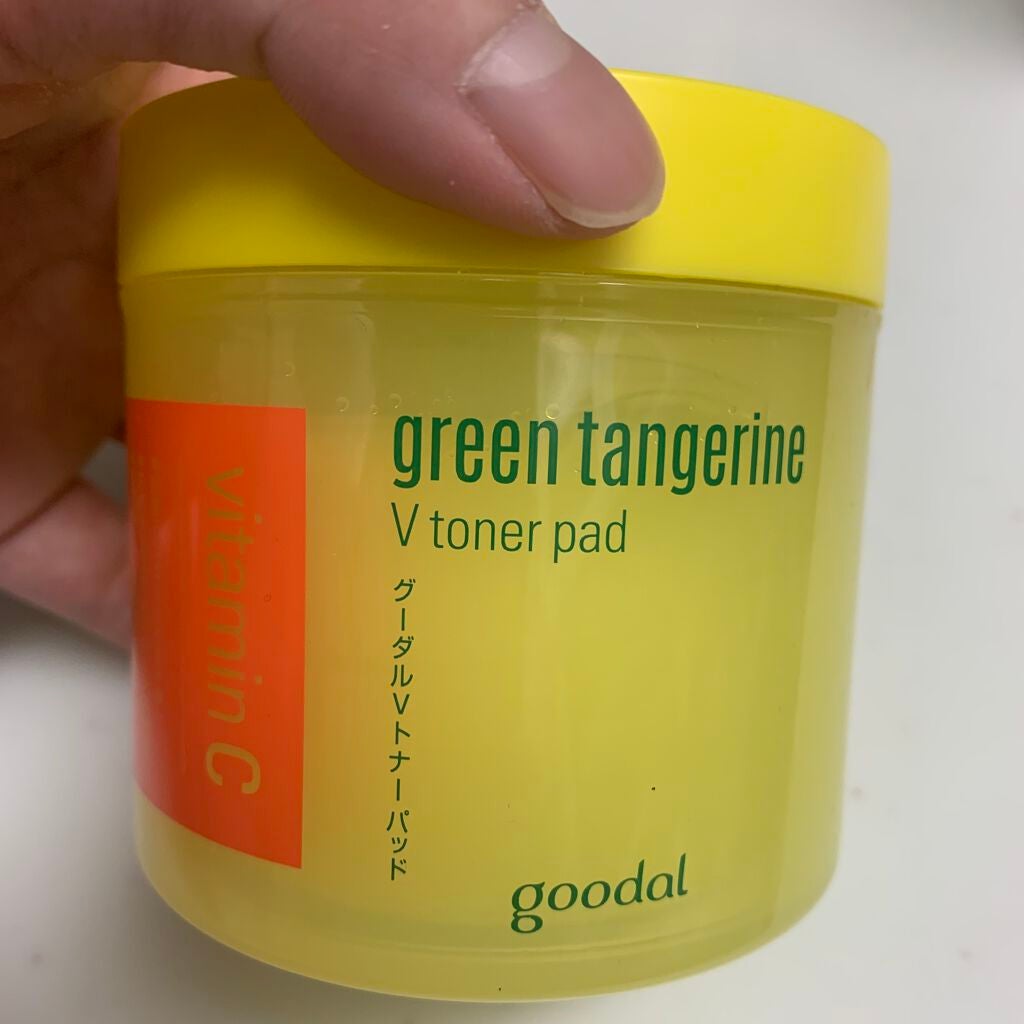 vitamin C
green tangerine
V toner pad
グーダルVトナーパッド
goodal